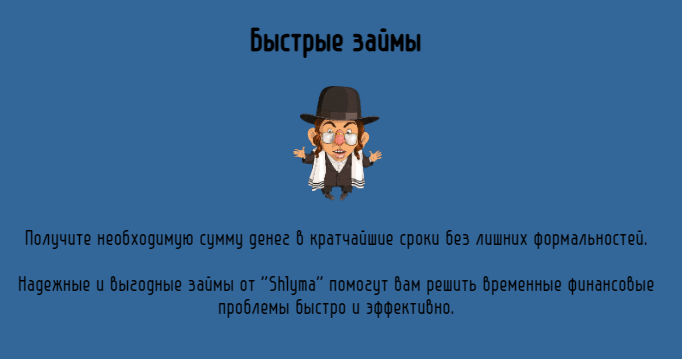 Быстрые займы
Получите необходимую сумму денег в кратчайшие сроки без лишних формальностей.
Надежные и выгодные займы от "Shlyma" помогут вам решить временные финансовые
проблемы быстро и эффективно.